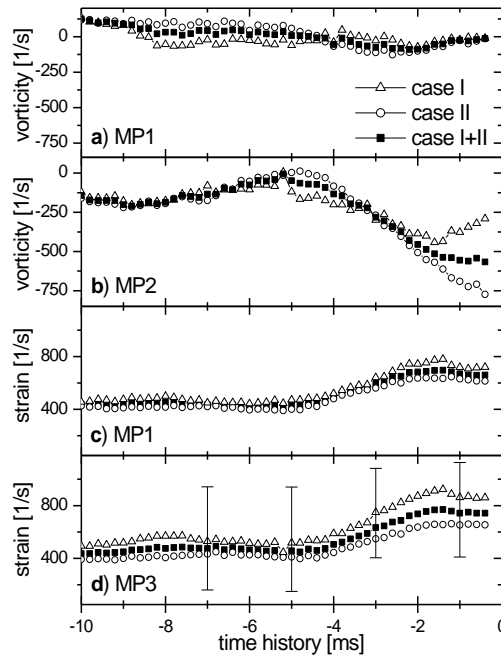 0
-250
-500
-750
vorticity [1/s]
case I
case II
case I+II
a) MP1
0
-250
-500
-750
vorticity [1/s]
b) MP2
800
400
strain [1/s]
c) MP1
800
400
strain [1/s]
d) MP3
-10 -8 -6 -4 -2 0
time history [ms]